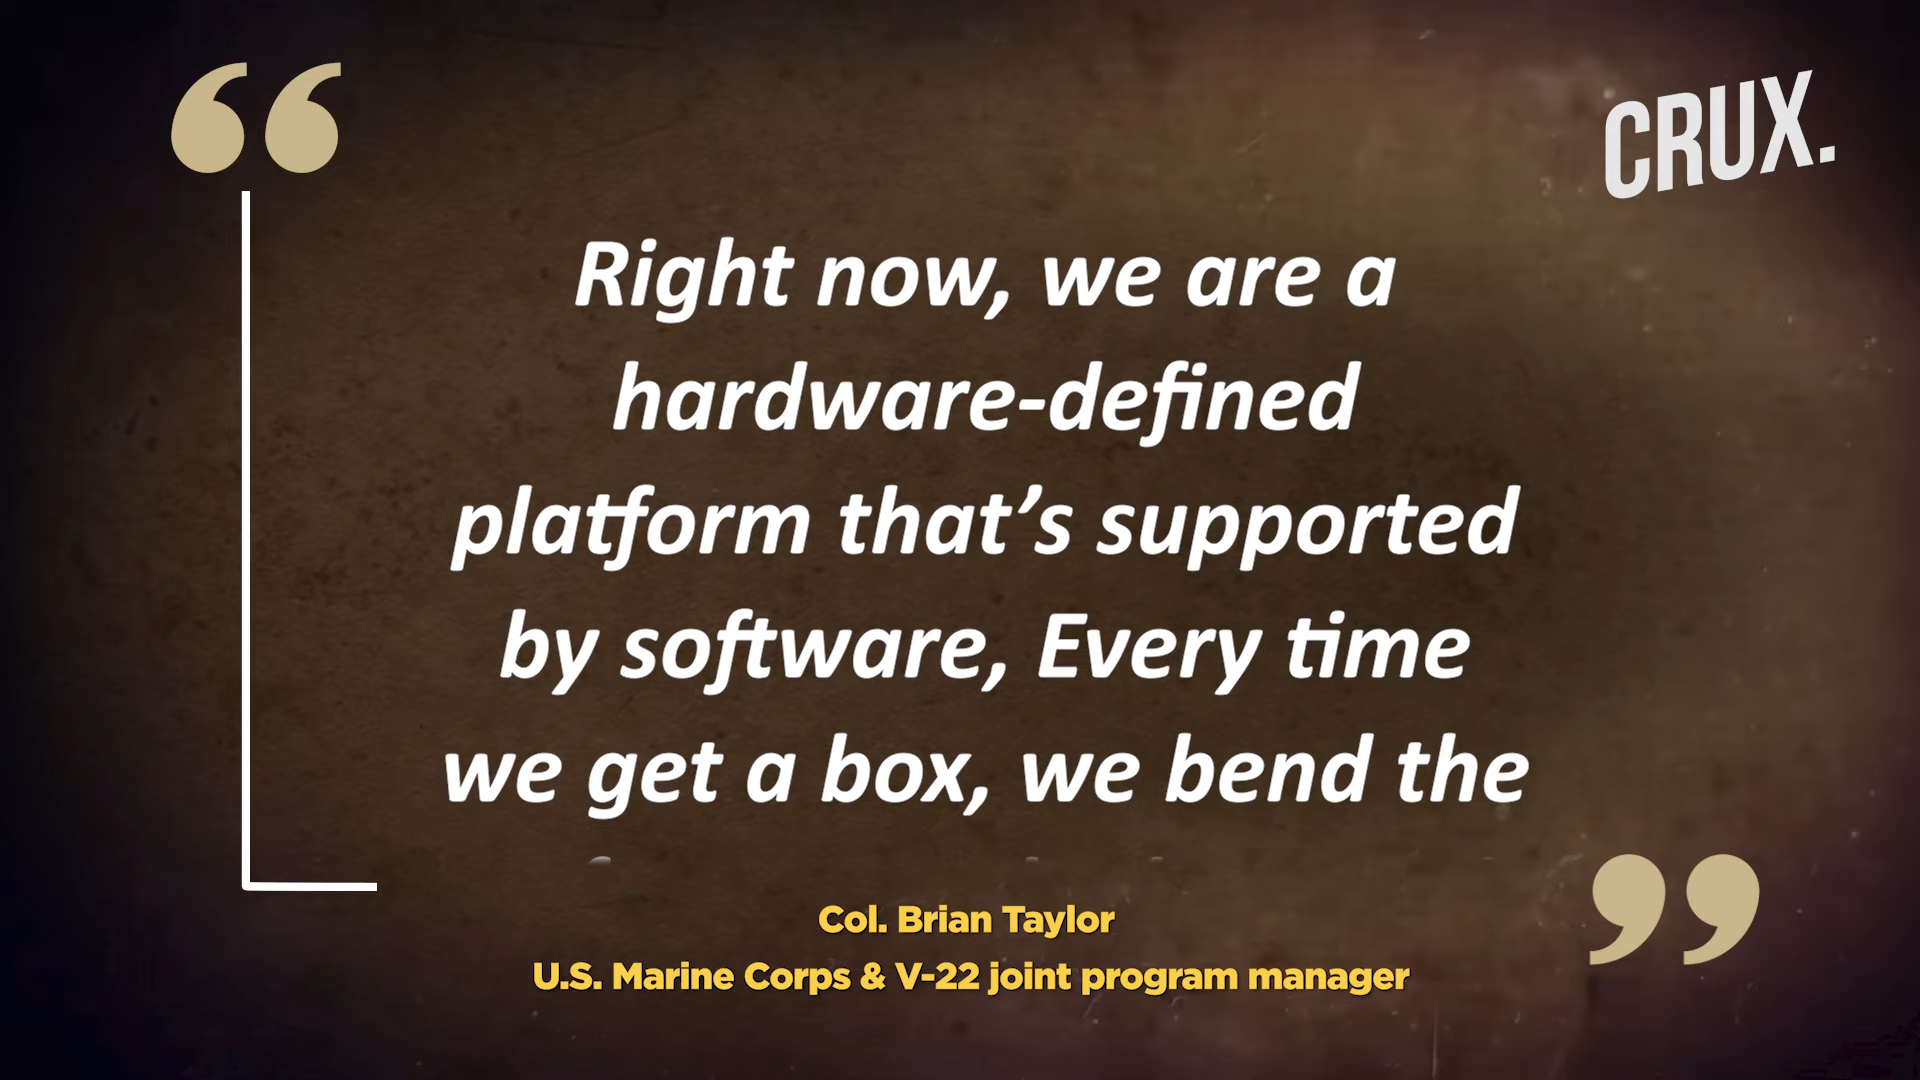 “
CRUX.
Right now, we are a
hardware-defined
platform that’s supported
by software, Every time
we get a box, we bend the
”
Col. Brian Taylor
U.S. Marine Corps & V-22 joint program manager